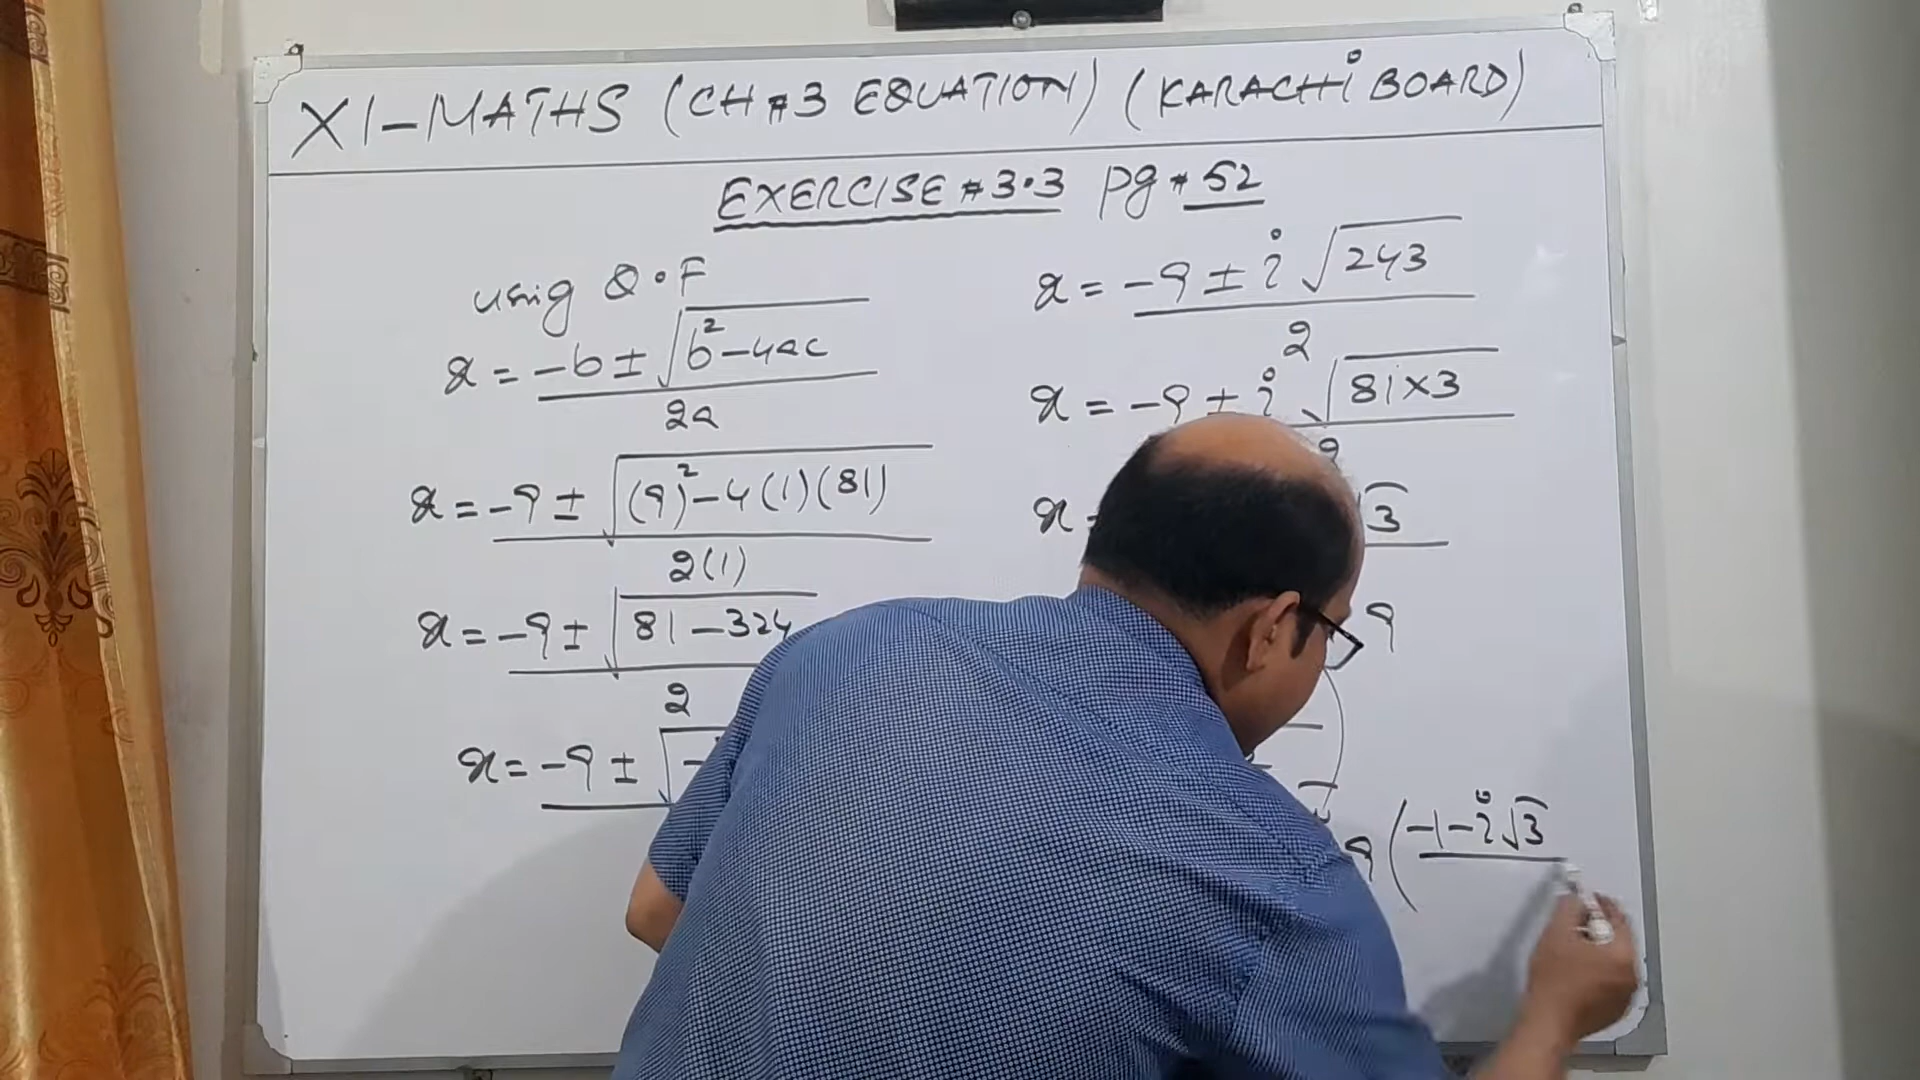 XI-MATHS (CH#3 EQUATION) (KARACHi BOARD)
EXERCISE #3.3 pg #52
using Q.F
x = -b ± √b²-4ac
2a
x = -9 ± √(9)²-4(1)(81)
2(1)
x = -9 ± √81-324
2
x = -9 ± √-
x = -9 ± i √243
2
x = -9 ± i √81×3
2
x = √3
9
9 (-1-i√3